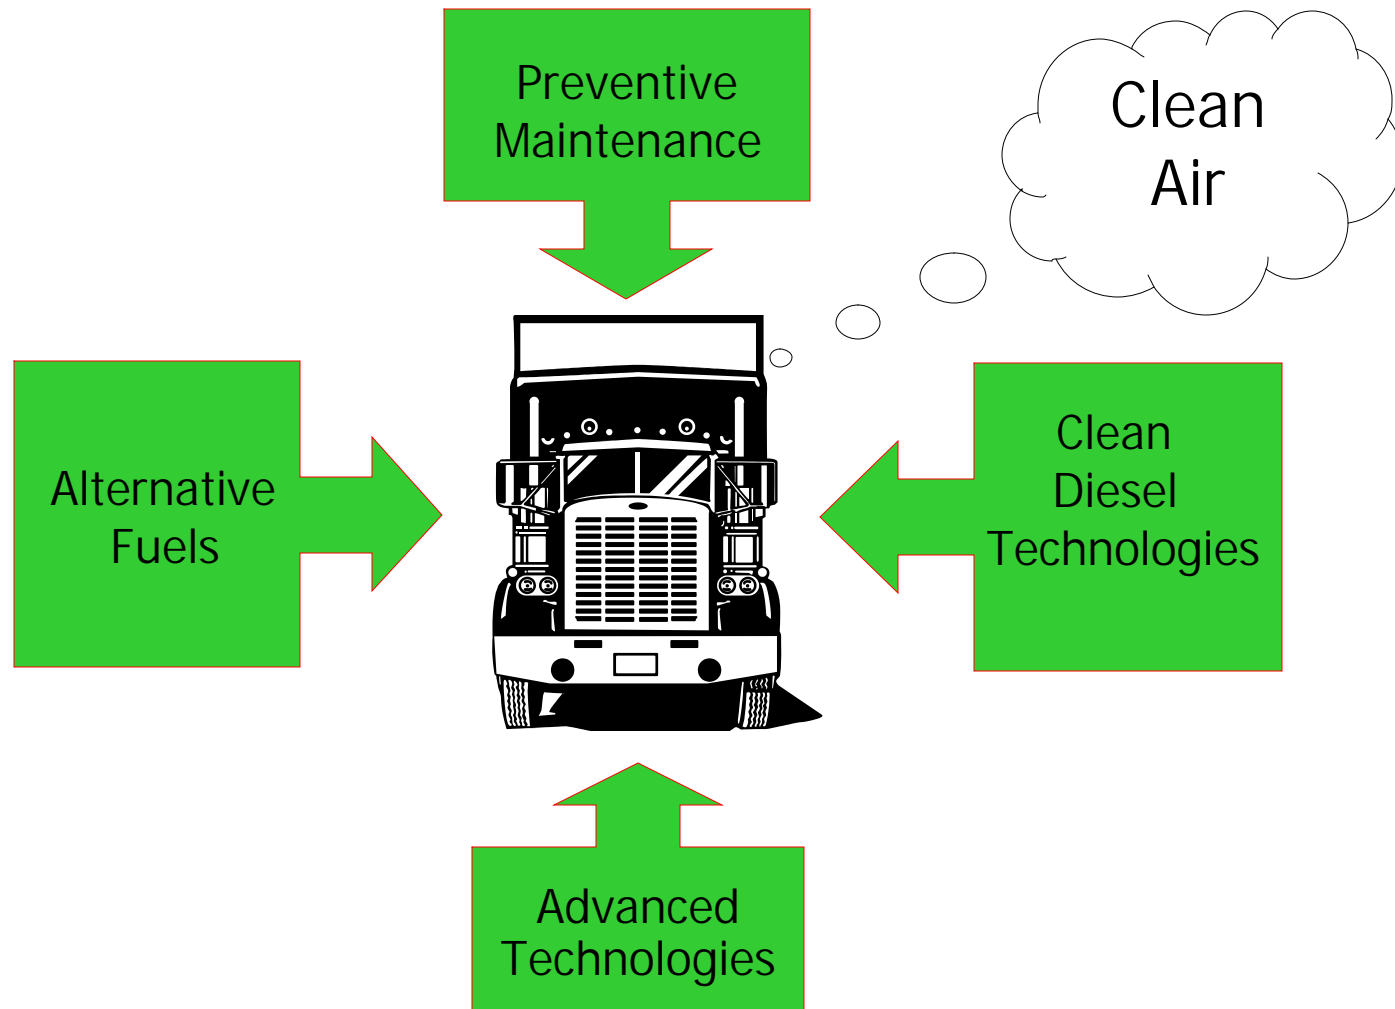 Preventive
Maintenance
Clean
Air
Alternative
Fuels
Clean
Diesel
Technologies
Advanced
Technologies